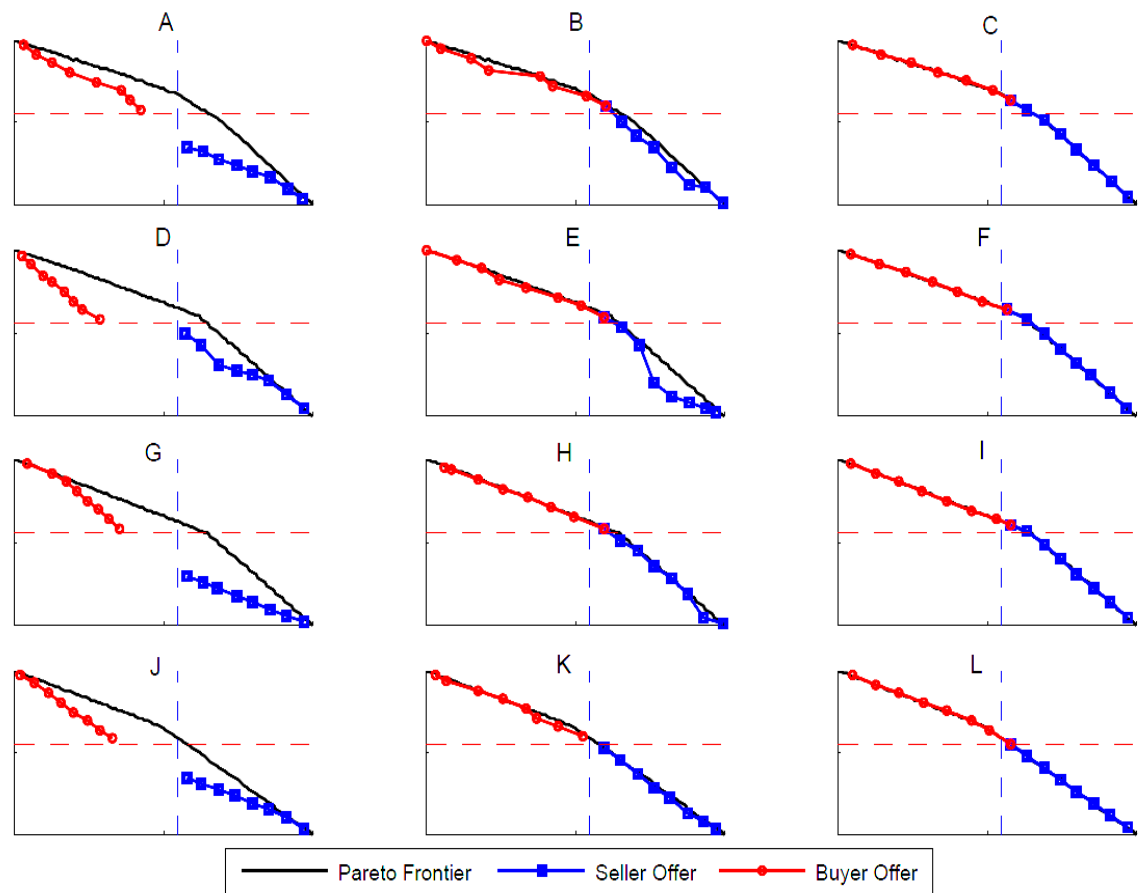 A B C
D E F
G H I
J K L
Pareto Frontier Seller Offer Buyer Offer